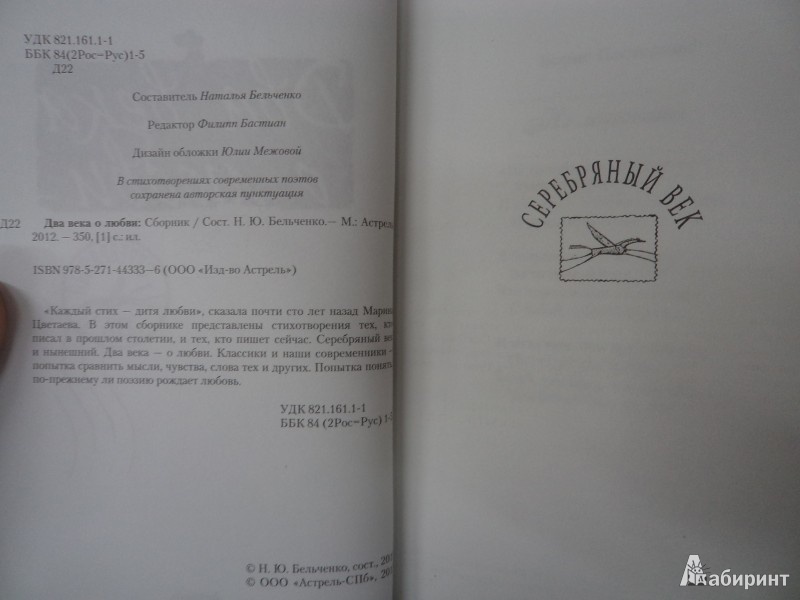 УДК 821.161.1-1
ББК 84(2Рос–Рус)1-5
Д22
Составитель Наталья Бельченко
Редактор Филипп Бастиан
Дизайн обложки Юлии Межовой
В стихотворениях современных поэтов
сохранена авторская пунктуация
Д22 Два века о любви: Сборник / Сост. Н. Ю. Бельченко.— М.: Астрель
2012. — 350, [1] с.: ил.
ISBN 978-5-271-44333—6 (ООО «Изд-во Астрель»)
«Каждый стих — дитя любви», сказала почти сто лет назад Марина
Цветаева. В этом сборнике представлены стихотворения тех, кто
писал в прошлом столетии, и тех, кто пишет сейчас. Серебряный век
и нынешний. Два века — о любви. Классики и наши современники –
попытка сравнить мысли, чувства, слова тех и других. Попытка понять
по-прежнему ли поэзию рождает любовь.
УДК 821.161.1-1
ББК 84 (2Рос–Рус) 1-5
© Н. Ю. Бельченко, сост., 201
© ООО «Астрель-СПб», 201
СЕРЕБРЯНЫЙ ВЕК
Лабиринт